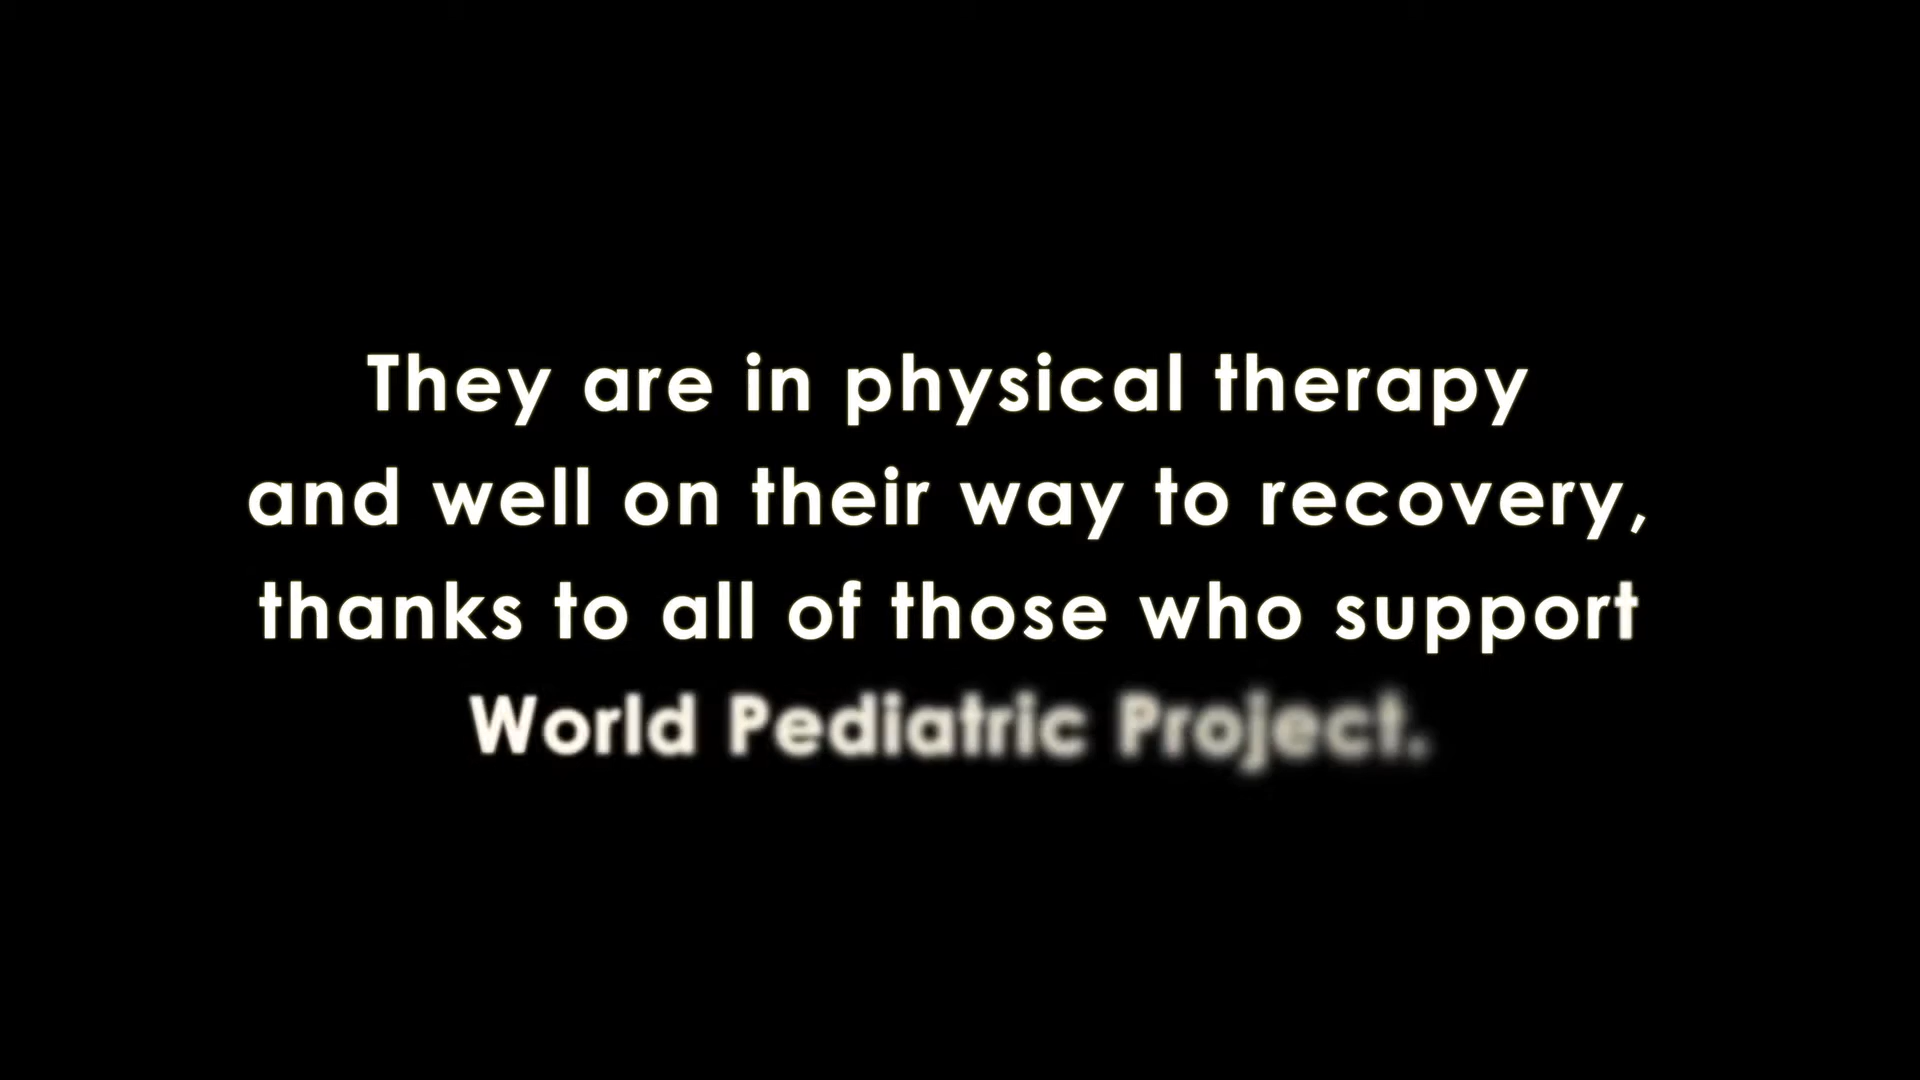 They are in physical therapy
and well on their way to recovery,
thanks to all of those who support
World Pediatric Project.